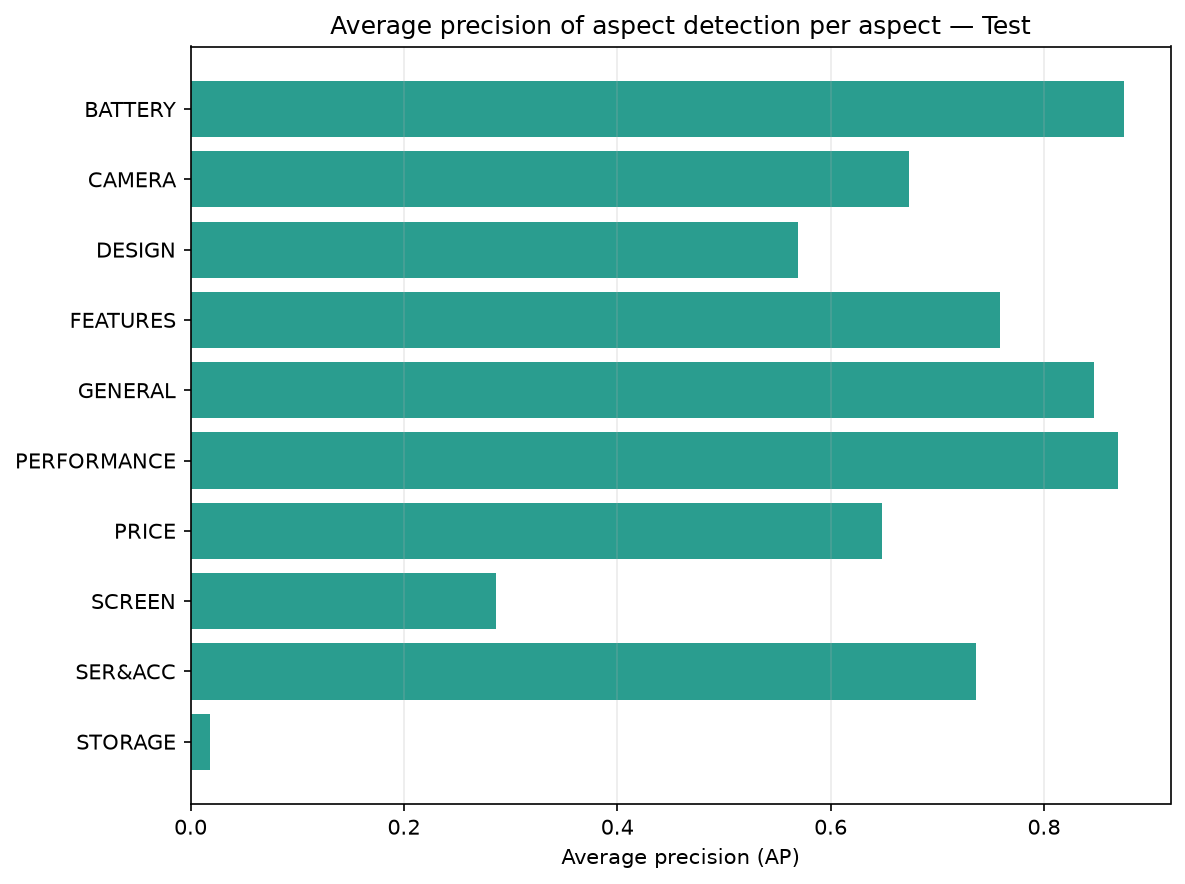 Average precision of aspect detection per aspect — Test
BATTERY
CAMERA
DESIGN
FEATURES
GENERAL
PERFORMANCE
PRICE
SCREEN
SER&ACC
STORAGE
0.0 0.2 0.4 0.6 0.8
Average precision (AP)